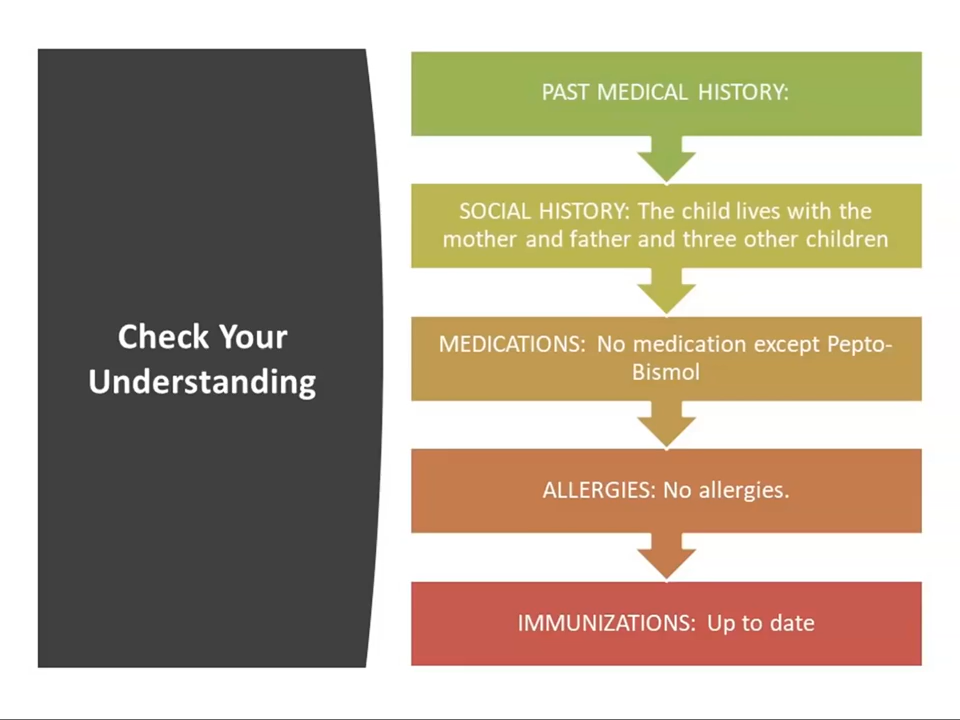 Check Your
Understanding
PAST MEDICAL HISTORY:
SOCIAL HISTORY: The child lives with the
mother and father and three other children
MEDICATIONS: No medication except Pepto-
Bismol
ALLERGIES: No allergies.
IMMUNIZATIONS: Up to date